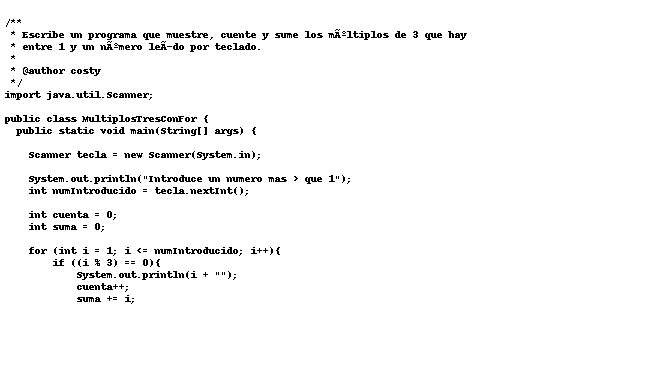 /**
 * Escribe un programa que muestre, cuente y sume los mÃºltiplos de 3 que hay
 * entre 1 y un nÃºmero leÃ­do por teclado.
 *
 * @author costy
 */
import java.util.Scanner;
public class MultiplosTresConFor {
  public static void main(String[] args) {
    Scanner tecla = new Scanner(System.in);
    System.out.println("Introduce un numero mas > que 1");
    int numIntroducido = tecla.nextInt();
    int cuenta = 0;
    int suma = 0;
    for (int i = 1; i <= numIntroducido; i++){
        if ((i % 3) == 0){
            System.out.println(i + "");
            cuenta++;
            suma += i;